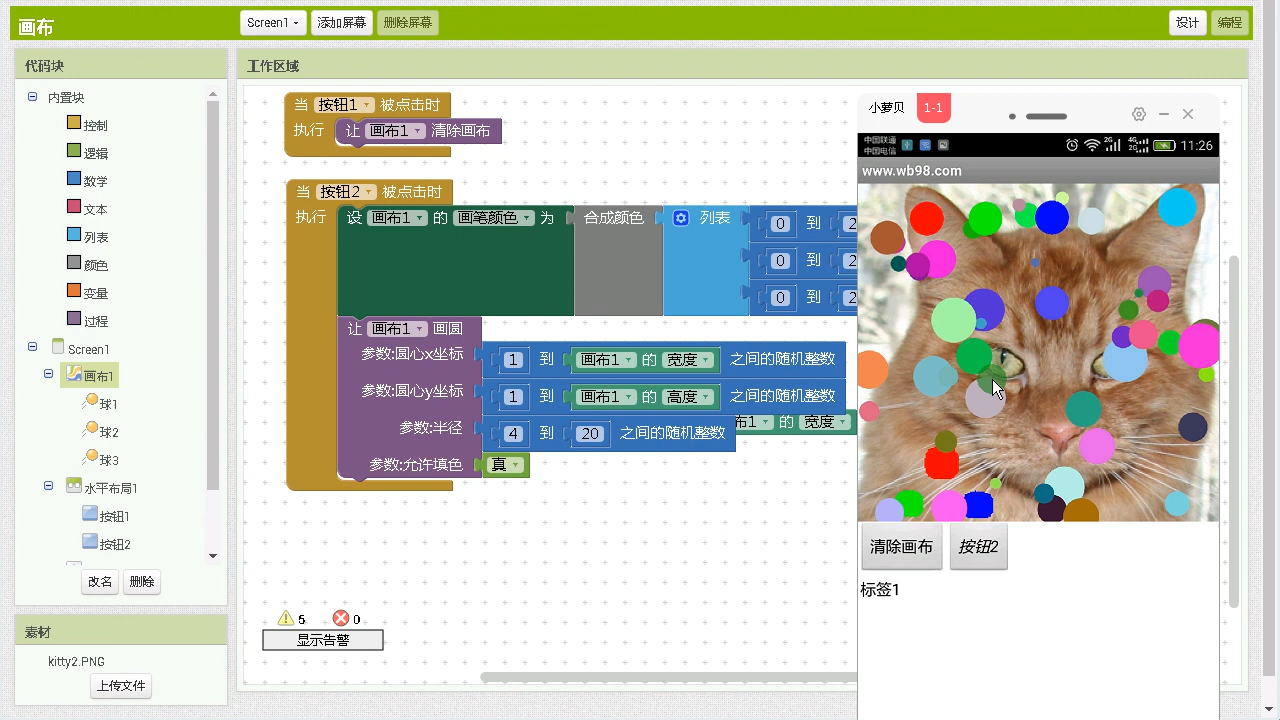 画布
Screen1
添加屏幕
删除屏幕
设计
编程
代码块
内置块
控制
逻辑
颜色
Screen1
画布1
球1
球2
球3
水平布局1
按钮1
按钮2
改名
删除
素材
kitty2.PNG
上传文件
工作区域
当 按钮1 被点击时
执行 让 画布1 清除画布
当 按钮2 被点击时
执行 设 画布1 的 画笔颜色 为 合成颜色 列表 0 到 2
0 到 2
0 到 2
让 画布1 画圆
参数:圆心x坐标 1 到 画布1 的 宽度 之间的随机整数
参数:圆心y坐标 1 到 画布1 的 高度 之间的随机整数
布1 的 宽度
参数:半径 4 到 20 之间的随机整数
参数:允许填色 真
5 0
显示告警
小萝贝 1-1
中国联通
中国电信
11:26
www.wb98.com
清除画布
按钮2
标签1